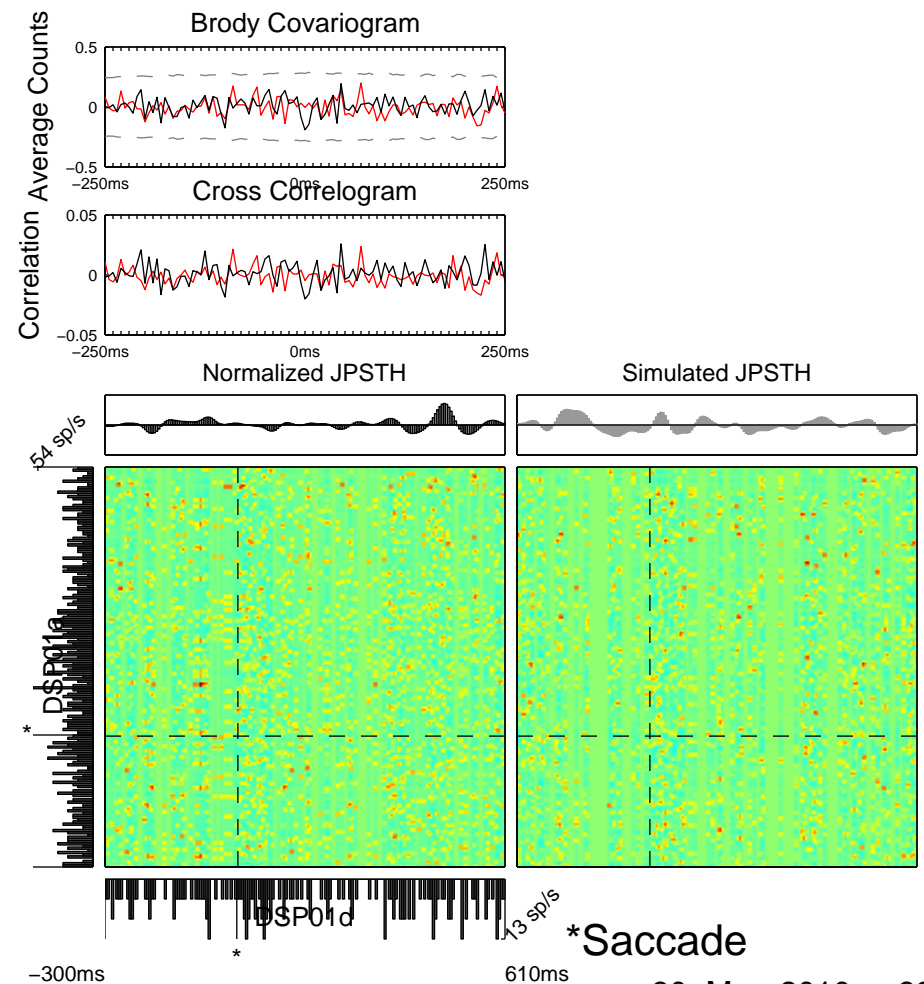 Brody Covariogram
Average Counts
0.5
0
−0.5
−250ms
0ms
250ms
Cross Correlogram
Correlation
0.05
0
−0.05
−250ms
0ms
250ms
Normalized JPSTH
Simulated JPSTH
54 sp/s
DSP01a
*
DSP01d
13 sp/s
*
*Saccade
−300ms
610ms